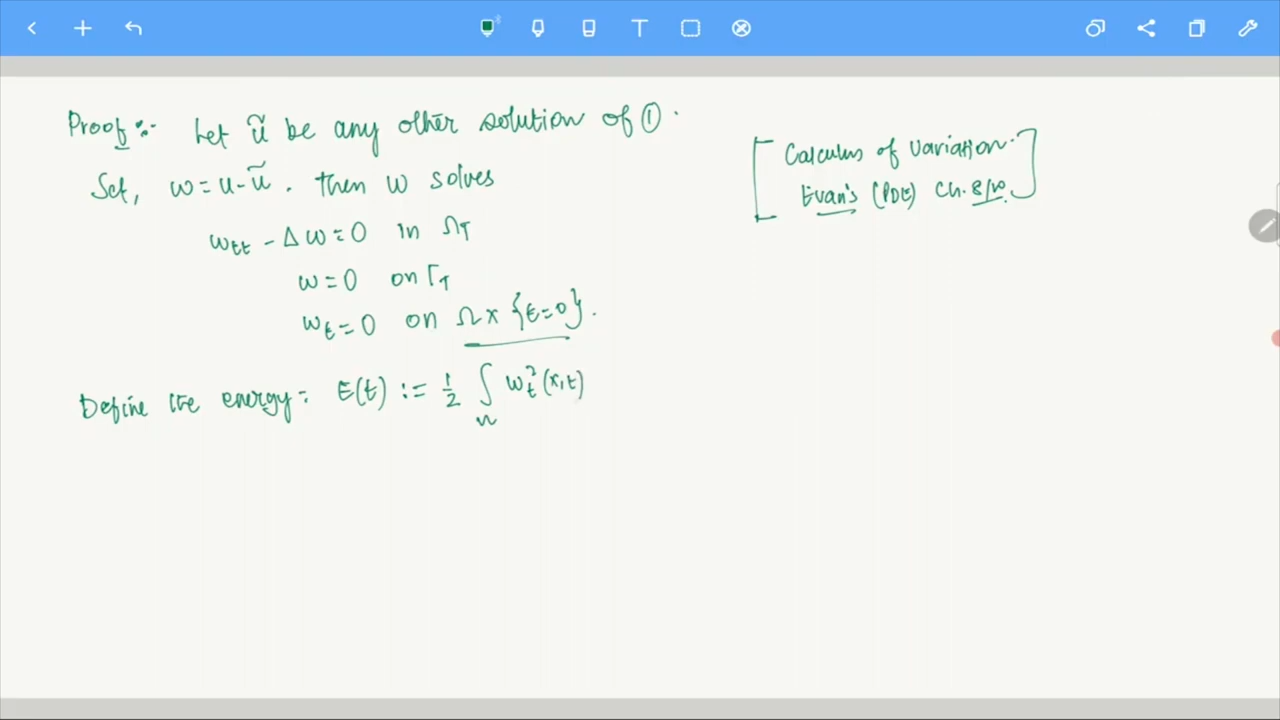 Proof:- Let ũ be any other solution of ①.
Set, w = u - ũ. Then w solves
w_tt - Δw = 0 in Ω_T
w = 0 on Γ_T
w_t = 0 on Ω x {t=0}.
Define the energy:- E(t) := 1/2 ∫_Ω w_t²(x,t)
[Calculus of variation.
Evan's (PDE) Ch. 8/10.]
T